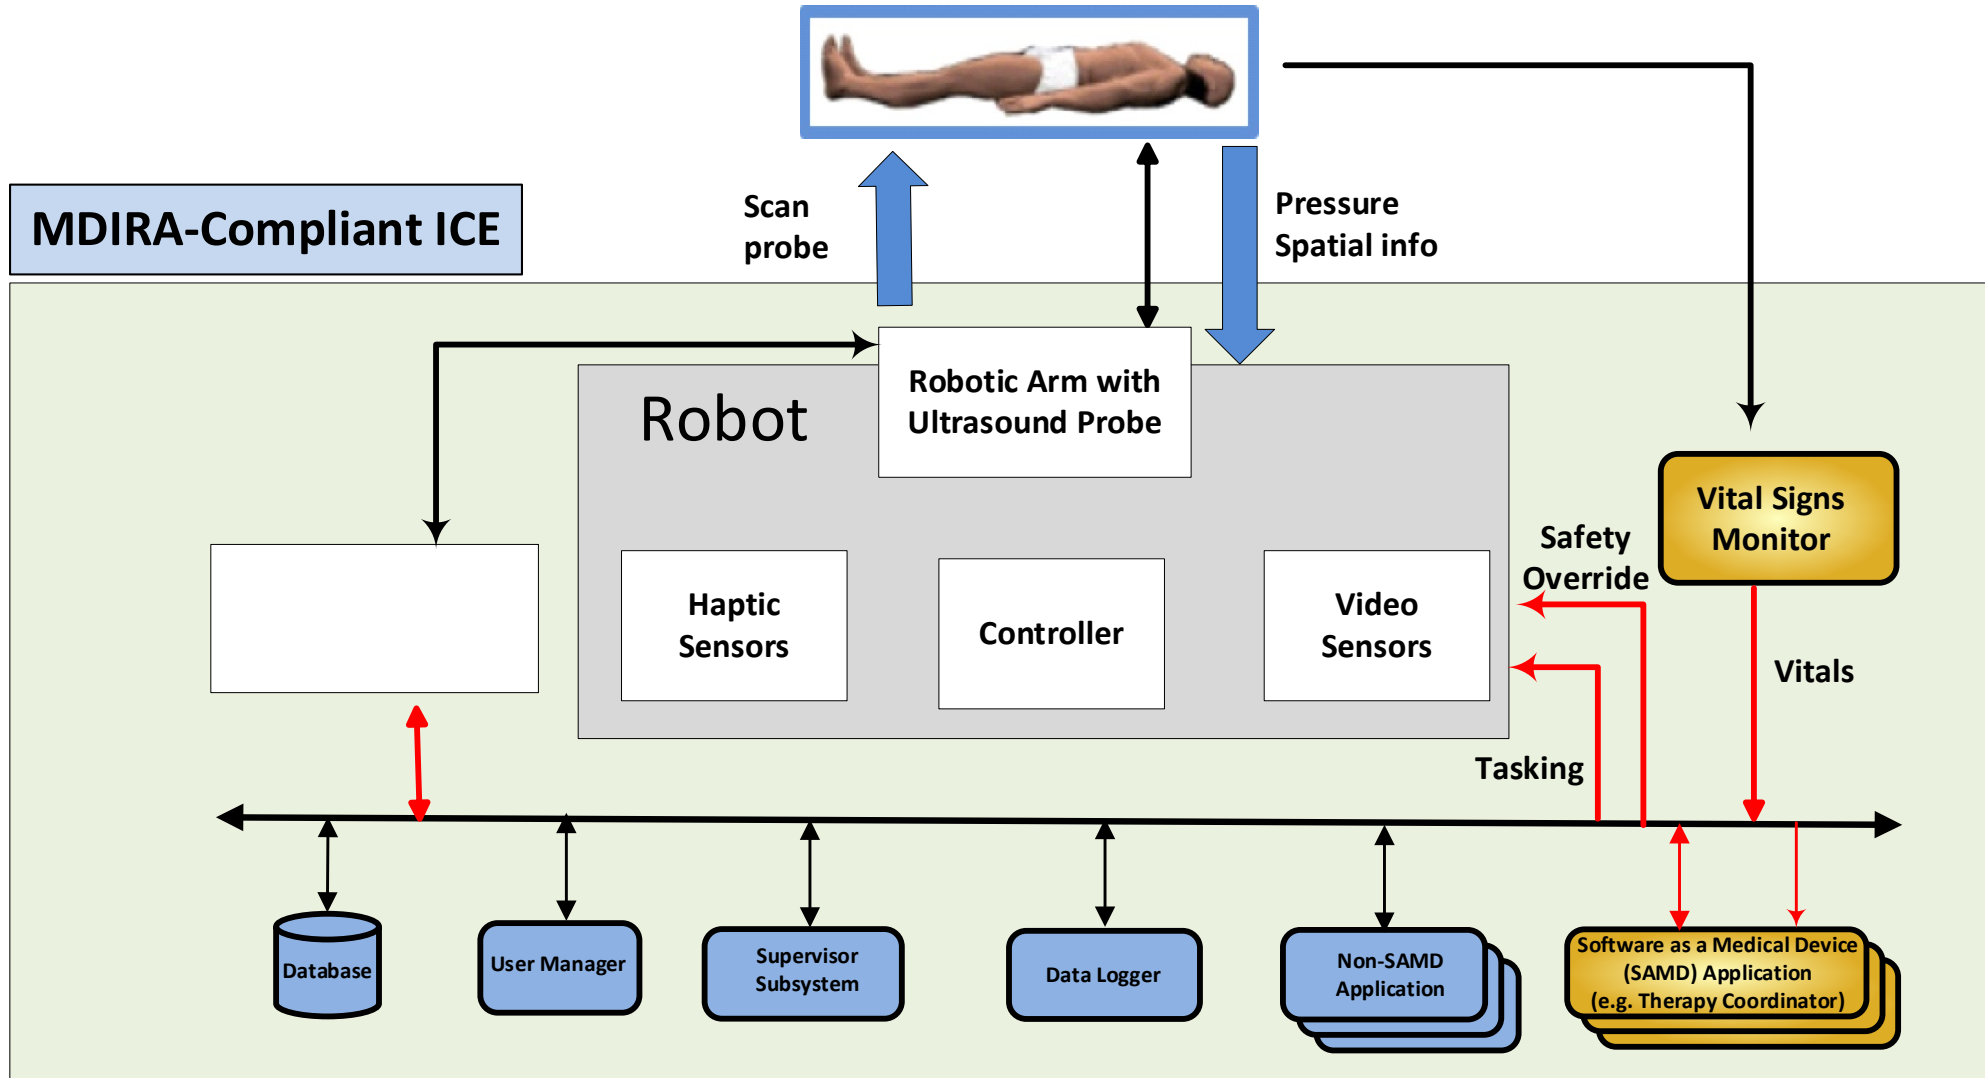 MDIRA-Compliant ICE
Scan
probe
Pressure
Spatial info
Robot
Robotic Arm with
Ultrasound Probe
Haptic
Sensors
Controller
Video
Sensors
Safety
Override
Vital Signs
Monitor
Vitals
Tasking
Database
User Manager
Supervisor
Subsystem
Data Logger
Non-SAMD
Application
Software as a Medical Device
(SAMD) Application
(e.g. Therapy Coordinator)